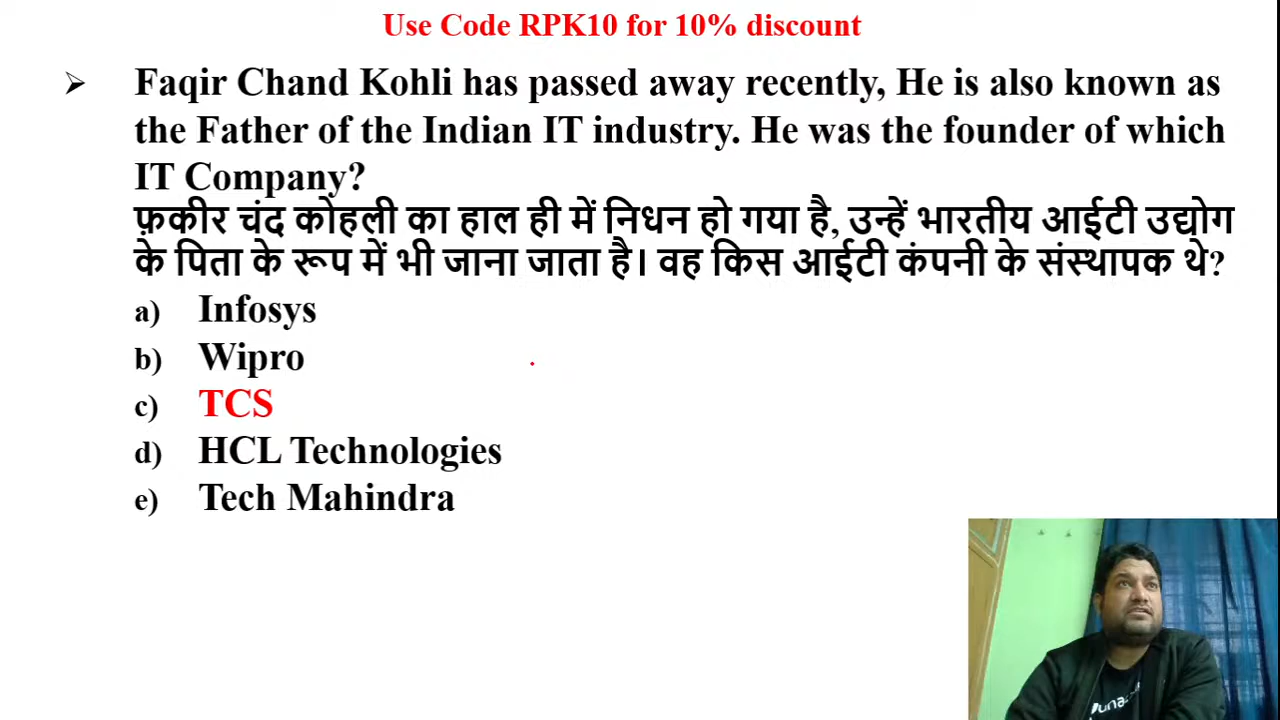 Use Code RPK10 for 10% discount
➢ Faqir Chand Kohli has passed away recently, He is also known as
the Father of the Indian IT industry. He was the founder of which
IT Company?
फ़कीर चंद कोहली का हाल ही में निधन हो गया है, उन्हें भारतीय आईटी उद्योग
के पिता के रूप में भी जाना जाता है। वह किस आईटी कंपनी के संस्थापक थे?
a) Infosys
b) Wipro
c) TCS
d) HCL Technologies
e) Tech Mahindra